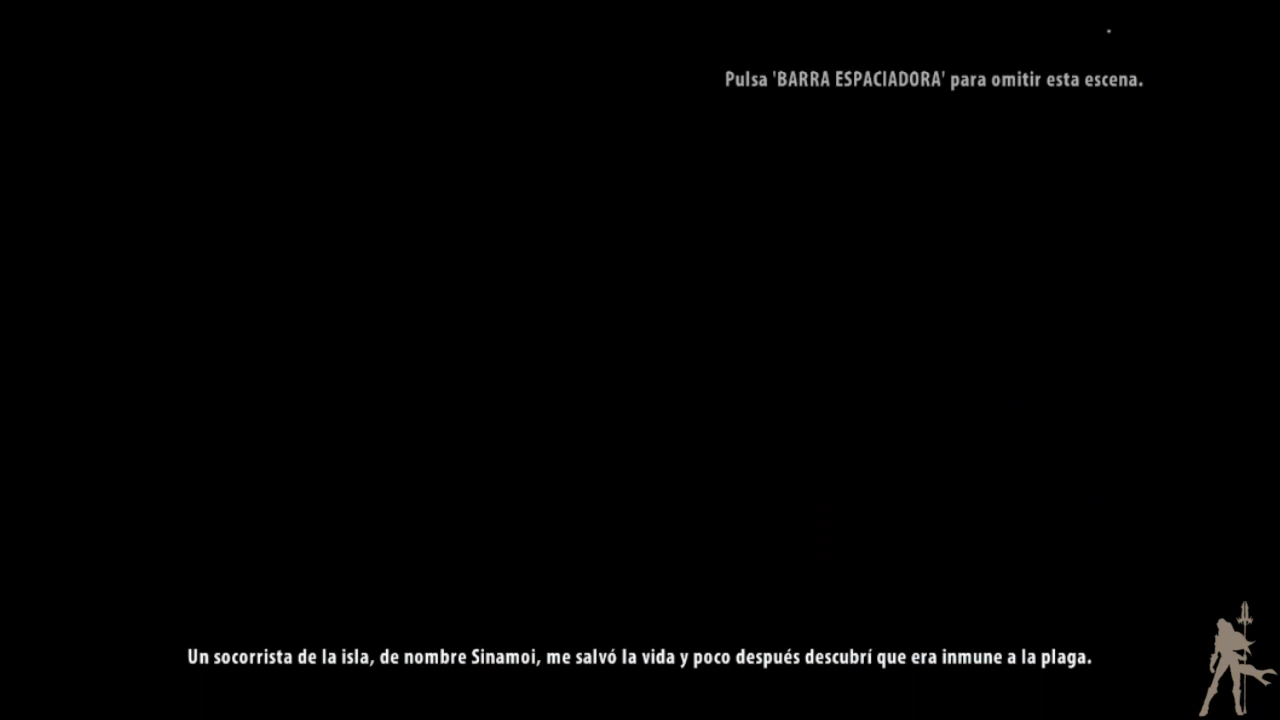 Pulsa 'BARRA ESPACIADORA' para omitir esta escena.
Un socorrista de la isla, de nombre Sinamoi, me salvó la vida y poco después descubrí que era inmune a la plaga.